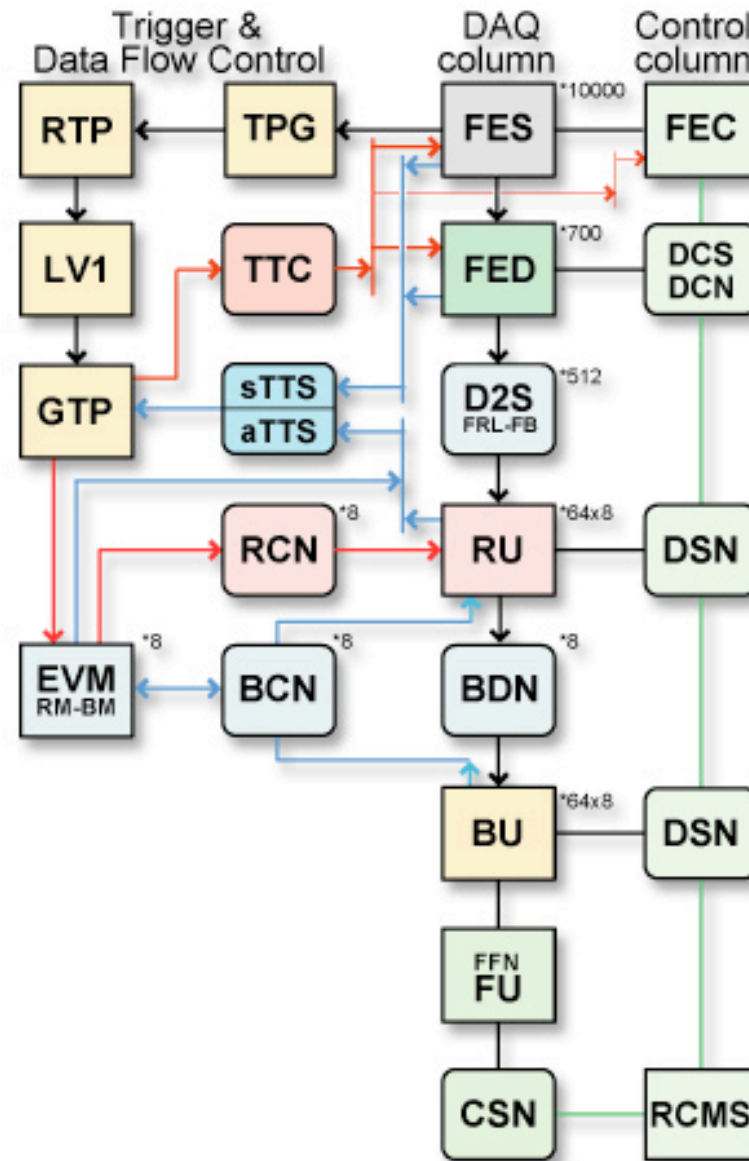 Trigger &
Data Flow Control
DAQ
column
Control
column
RTP
TPG
FES
*10000
FEC
LV1
TTC
FED
*700
DCS
DCN
GTP
sTTS
aTTS
D2S
FRL-FB
*512
RCN
*8
RU
*64x8
DSN
EVM
RM-BM
*8
BCN
*8
BDN
*8
BU
*64x8
DSN
FFN
FU
CSN
RCMS